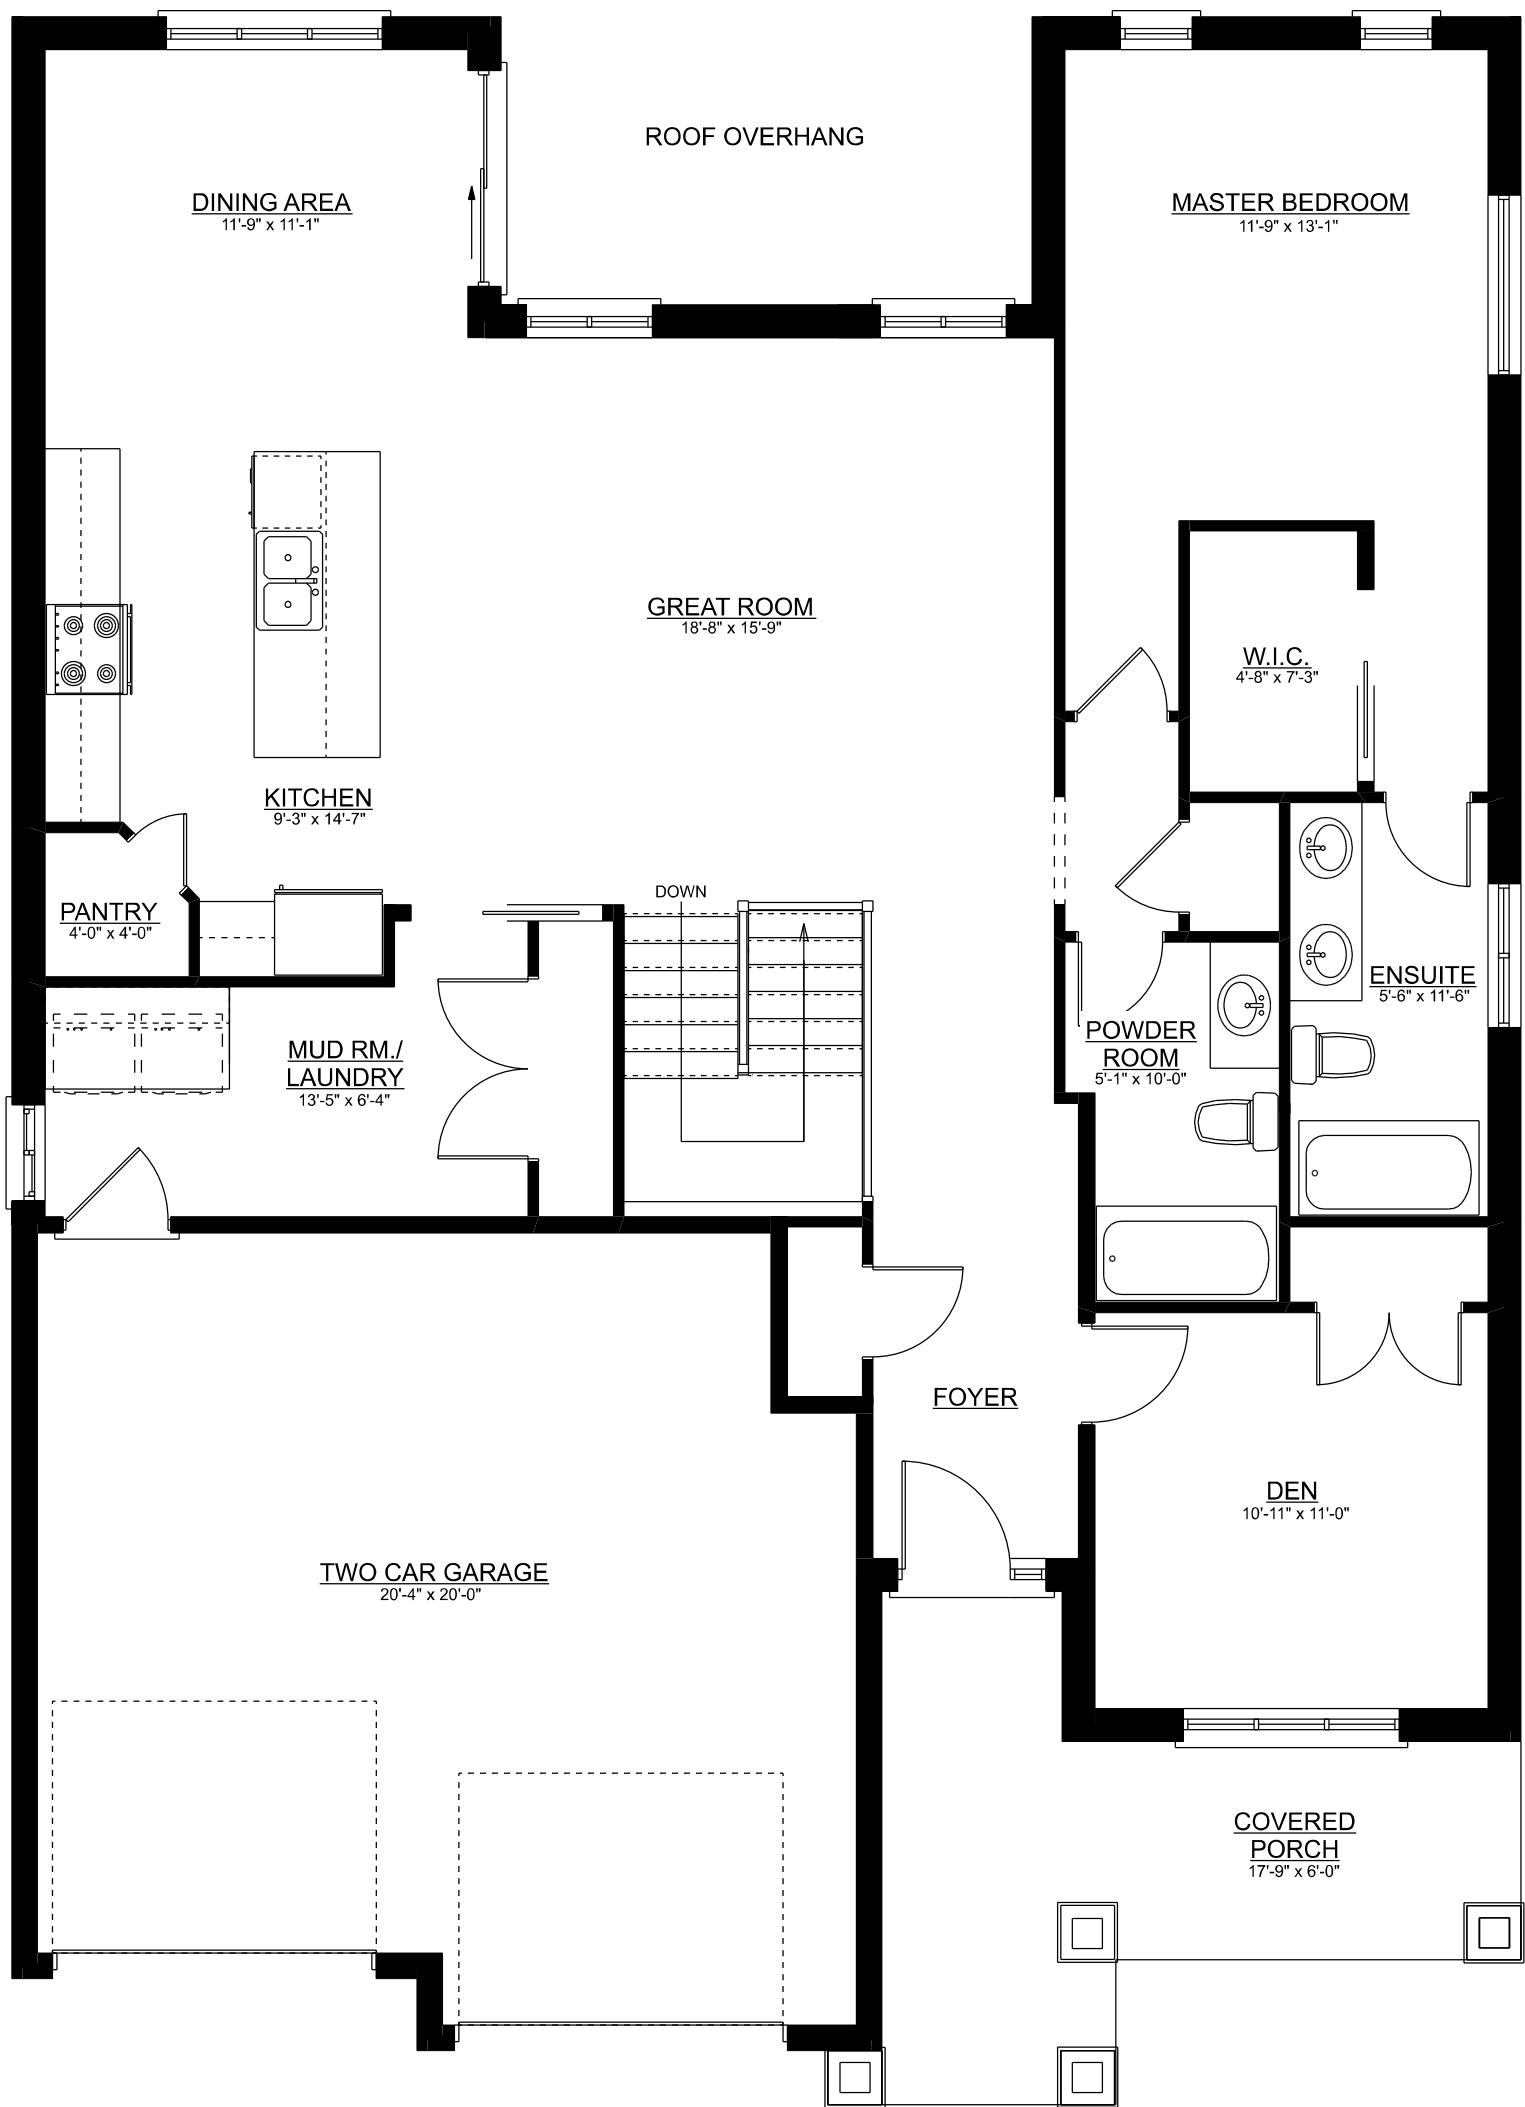 ROOF OVERHANG
DINING AREA
11'-9" x 11'-1"
MASTER BEDROOM
11'-9" x 13'-1"
GREAT ROOM
18'-8" x 15'-9"
W.I.C.
4'-8" x 7'-3"
KITCHEN
9'-3" x 14'-7"
PANTRY
4'-0" x 4'-0"
DOWN
ENSUITE
5'-6" x 11'-6"
POWDER
ROOM
5'-1" x 10'-0"
MUD RM./
LAUNDRY
13'-5" x 6'-4"
FOYER
DEN
10'-11" x 11'-0"
TWO CAR GARAGE
20'-4" x 20'-0"
COVERED
PORCH
17'-9" x 6'-0"